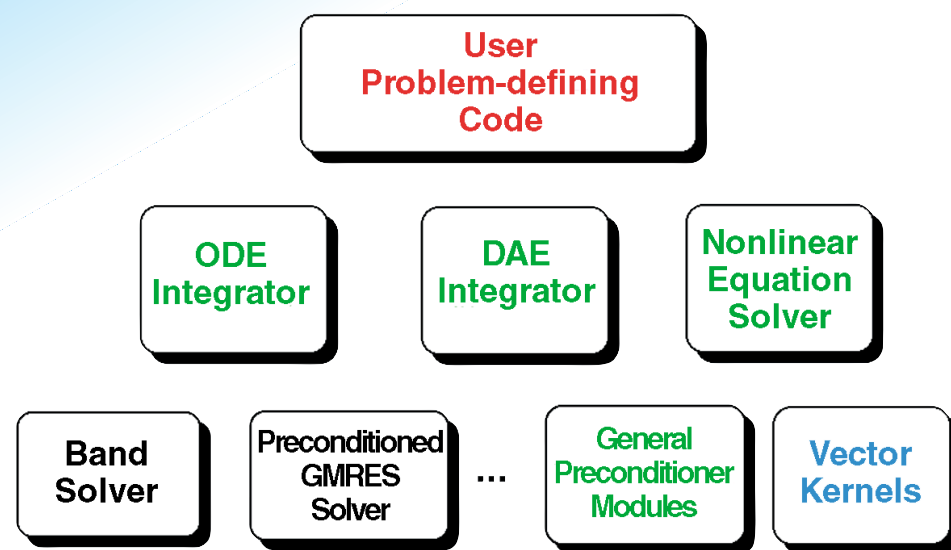 User
Problem-defining
Code
ODE
Integrator
DAE
Integrator
Nonlinear
Equation
Solver
Band
Solver
Preconditioned
GMRES
Solver
...
General
Preconditioner
Modules
Vector
Kernels